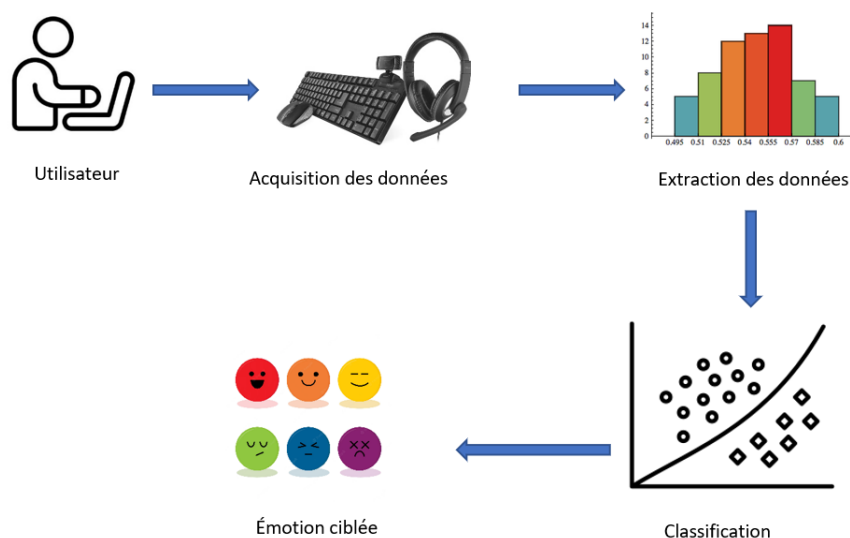 14
12
10
8
6
4
2
0
0.495 0.51 0.525 0.54 0.555 0.57 0.585 0.6
Utilisateur
Acquisition des données
Extraction des données
Émotion ciblée
Classification